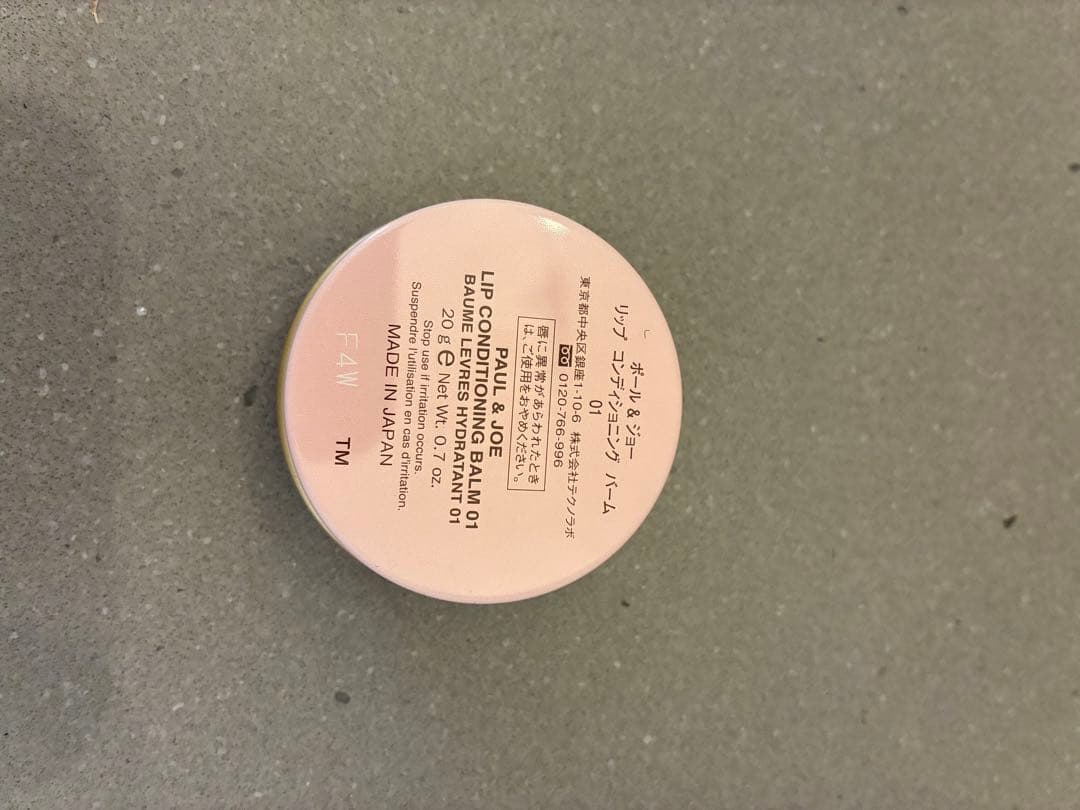 ポール & ジョー
リップ コンディショニング バーム
01
東京都中央区銀座1-10-6 株式会社テクノラボ
0120-766-996
唇に異常があらわれたとき
は、ご使用をおやめください。
PAUL & JOE
LIP CONDITIONING BALM 01
BAUME LEVRES HYDRATANT 01
20 g e Net Wt. 0.7 oz.
Stop use if irritation occurs.
Suspendre l'utilisation en cas d'irritation.
MADE IN JAPAN
F4W
TM